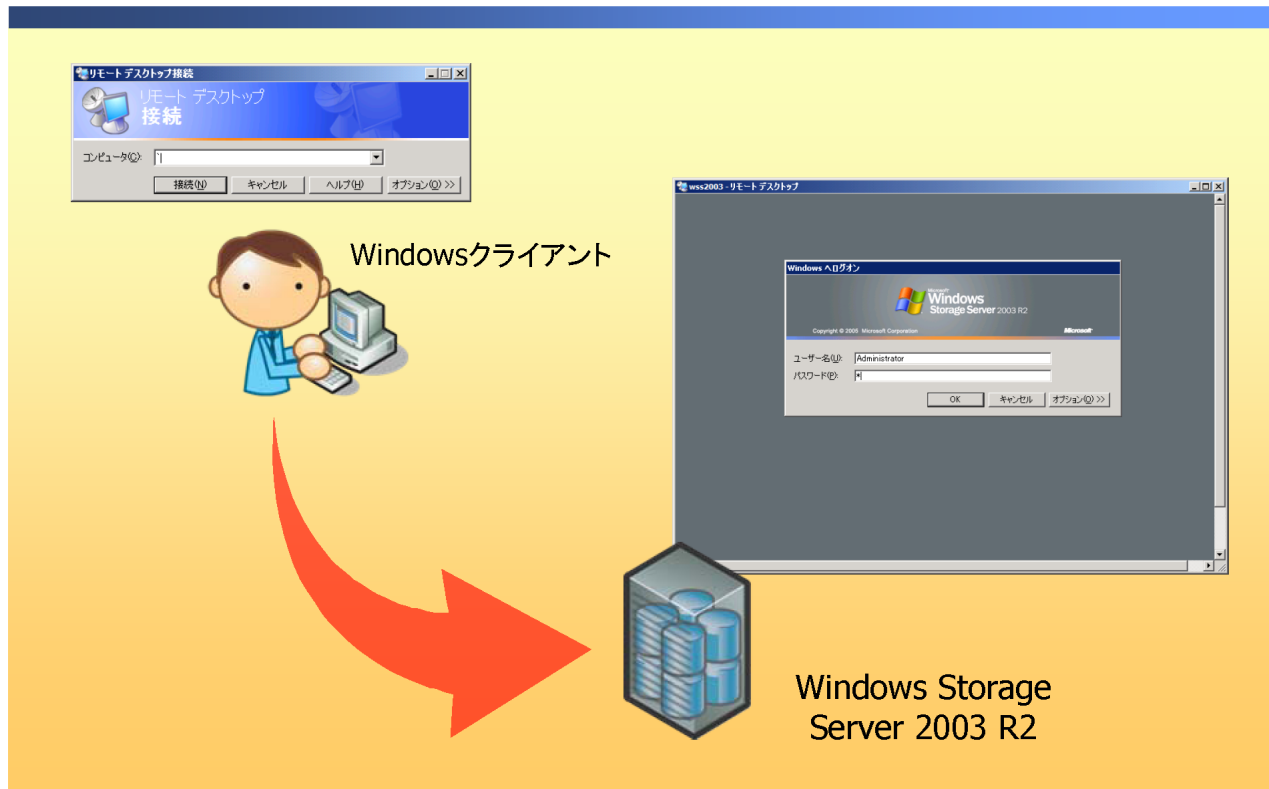 リモート デスクトップ接続
リモート デスクトップ
接続
コンピュータ(C):
接続(N)
キャンセル
ヘルプ(H)
オプション(O) >>
Windowsクライアント
wss2003 - リモート デスクトップ
Windows へログオン
Microsoft
Windows
Storage Server 2003 R2
Copyright © 2005 Microsoft Corporation
Microsoft
ユーザー名(U):
Administrator
パスワード(P):
OK
キャンセル
オプション(O) >>
Windows Storage
Server 2003 R2